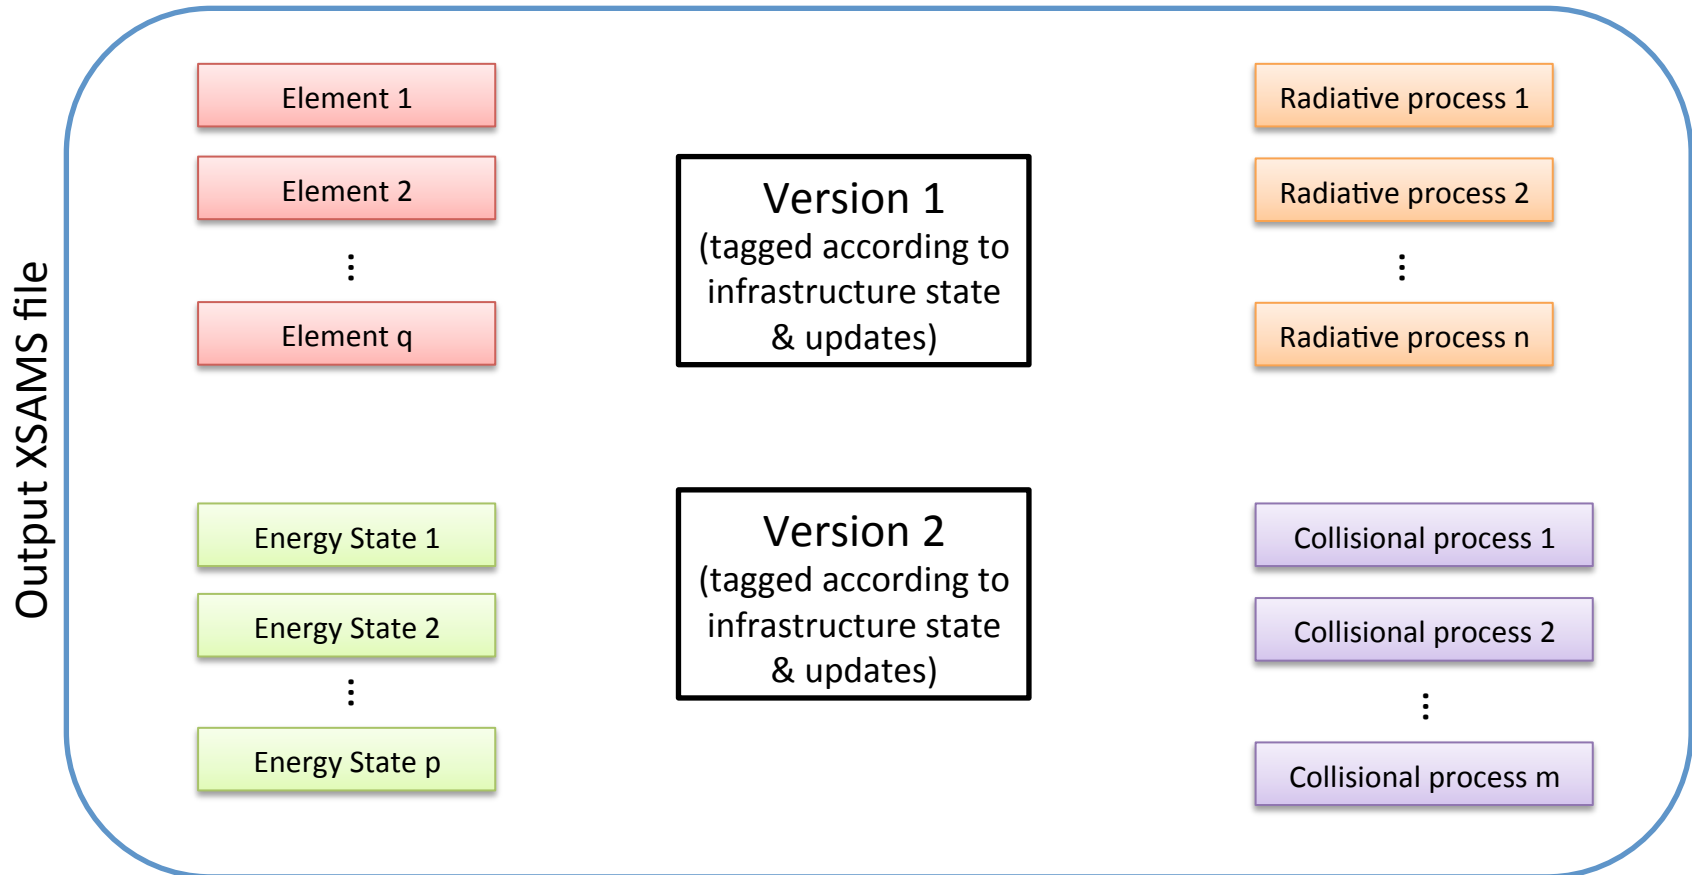 Output XSAMS file
Element 1
Element 2
...
Element q
Energy State 1
Energy State 2
...
Energy State p
Version 1
(tagged according to
infrastructure state
& updates)
Version 2
(tagged according to
infrastructure state
& updates)
Radiative process 1
Radiative process 2
...
Radiative process n
Collisional process 1
Collisional process 2
...
Collisional process m